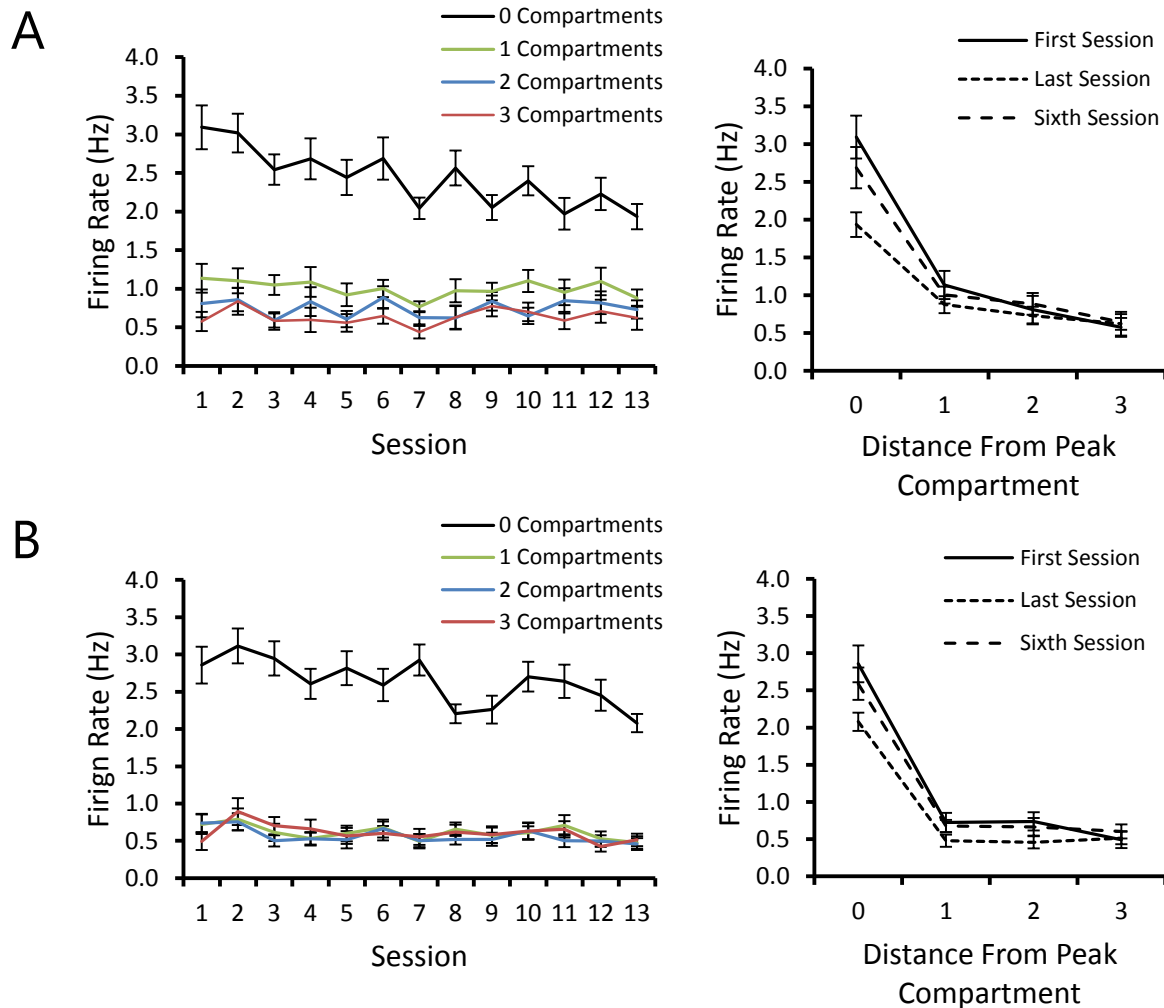 A
0 Compartments
1 Compartments
2 Compartments
3 Compartments
Firing Rate (Hz)
4.0
3.5
3.0
2.5
2.0
1.5
1.0
0.5
0.0
1 2 3 4 5 6 7 8 9 10 11 12 13
Session
First Session
Last Session
Sixth Session
Firing Rate (Hz)
4.0
3.5
3.0
2.5
2.0
1.5
1.0
0.5
0.0
0 1 2 3
Distance From Peak
Compartment
B
0 Compartments
1 Compartments
2 Compartments
3 Compartments
Firign Rate (Hz)
4.0
3.5
3.0
2.5
2.0
1.5
1.0
0.5
0.0
1 2 3 4 5 6 7 8 9 10 11 12 13
Session
First Session
Last Session
Sixth Session
Firing Rate (Hz)
4.0
3.5
3.0
2.5
2.0
1.5
1.0
0.5
0.0
0 1 2 3
Distance From Peak
Compartment